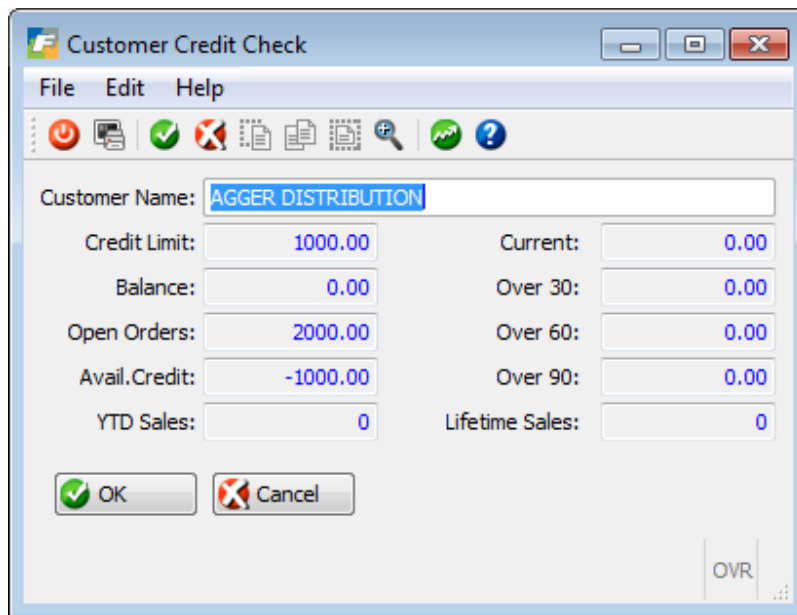 Customer Credit Check
File Edit Help
Customer Name: AGGER DISTRIBUTION
Credit Limit: 1000.00 Current: 0.00
Balance: 0.00 Over 30: 0.00
Open Orders: 2000.00 Over 60: 0.00
Avail.Credit: -1000.00 Over 90: 0.00
YTD Sales: 0 Lifetime Sales: 0
OK Cancel
OVR